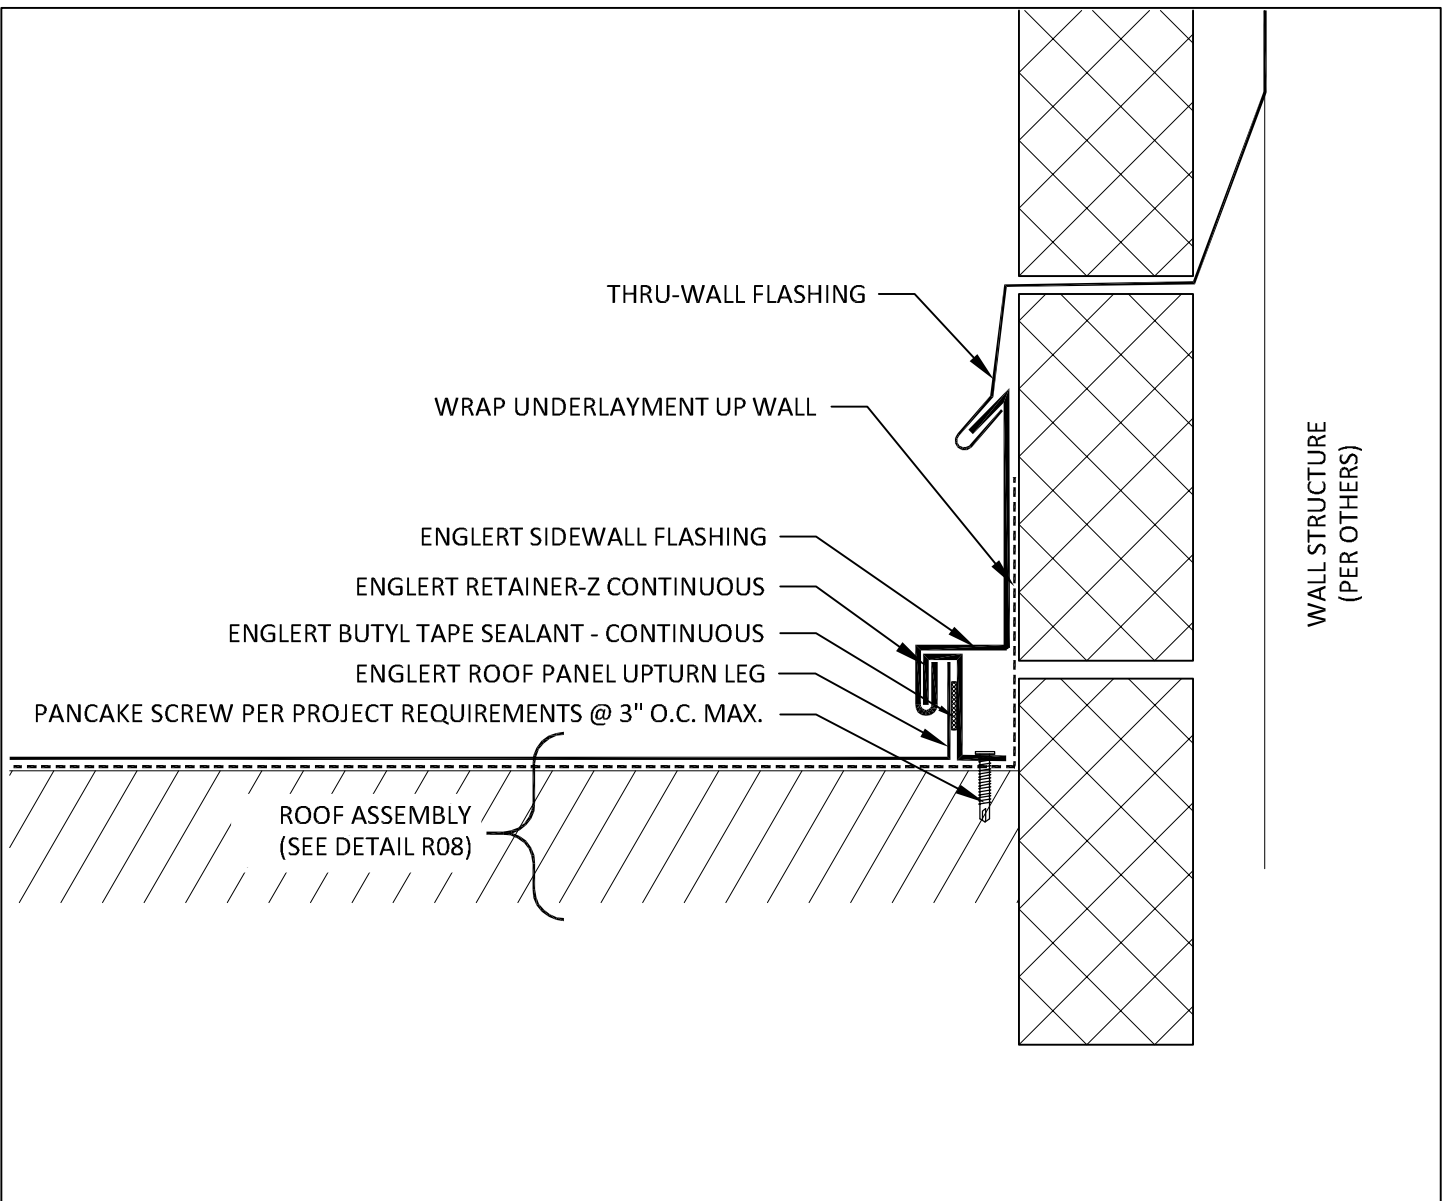 THRU-WALL FLASHING
WRAP UNDERLAYMENT UP WALL
ENGLERT SIDEWALL FLASHING
ENGLERT RETAINER-Z CONTINUOUS
ENGLERT BUTYL TAPE SEALANT - CONTINUOUS
ENGLERT ROOF PANEL UPTURN LEG
PANCAKE SCREW PER PROJECT REQUIREMENTS @ 3" O.C. MAX.
ROOF ASSEMBLY
(SEE DETAIL R08)
WALL STRUCTURE
(PER OTHERS)